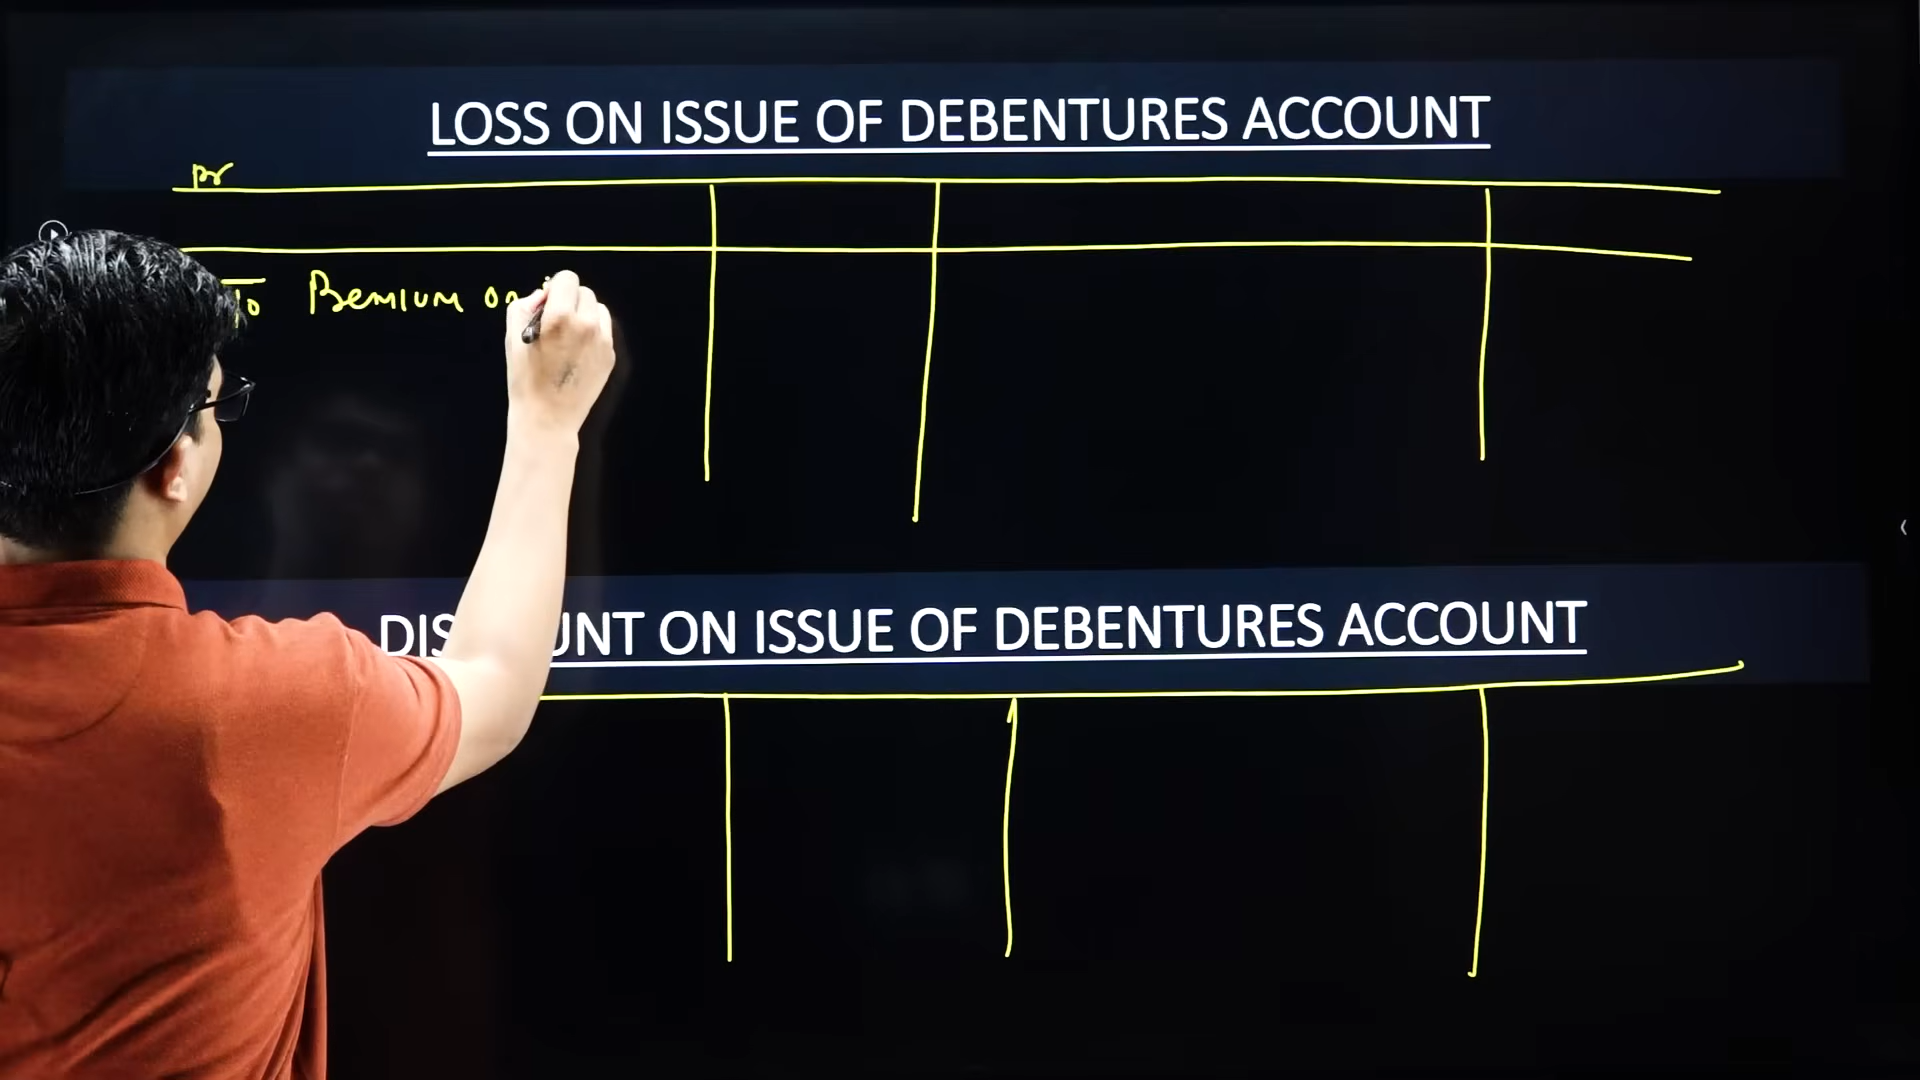 LOSS ON ISSUE OF DEBENTURES ACCOUNT
Dr
To Premium on
DIS UNT ON ISSUE OF DEBENTURES ACCOUNT